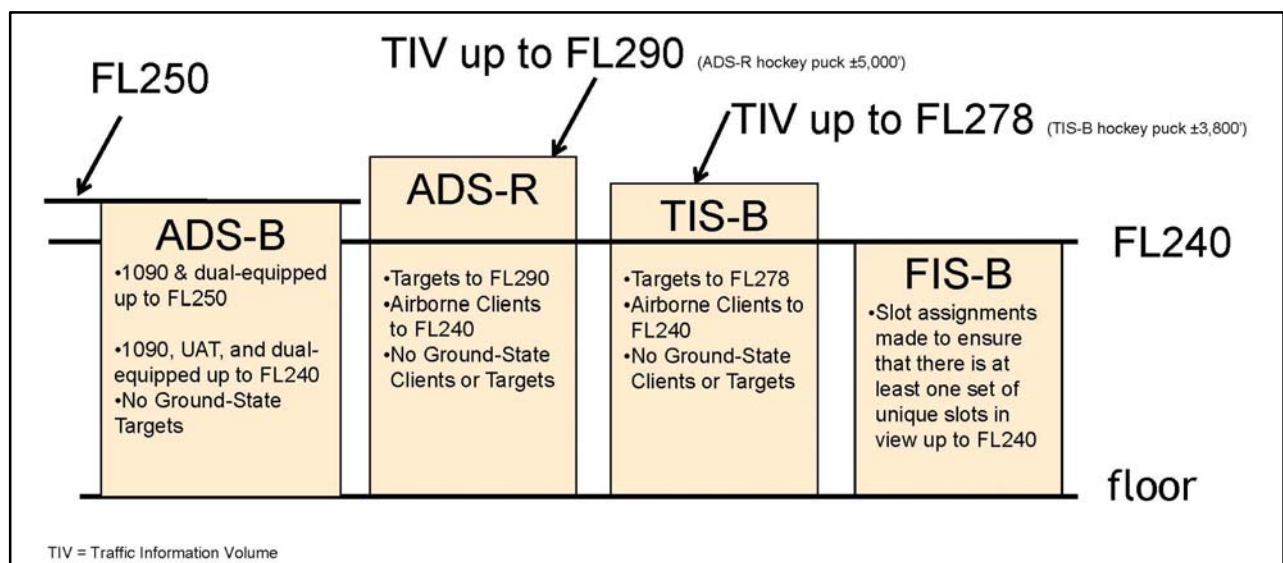 TIV up to FL290 (ADS-R hockey puck ±5,000')
FL250
TIV up to FL278 (TIS-B hockey puck ±3,800')
ADS-B
•1090 & dual-equipped
up to FL250
•1090, UAT, and dual-
equipped up to FL240
•No Ground-State
Targets
ADS-R
•Targets to FL290
•Airborne Clients
to FL240
•No Ground-State
Clients or Targets
TIS-B
•Targets to FL278
•Airborne Clients to
FL240
•No Ground-State
Clients or Targets
FL240
FIS-B
•Slot assignments
made to ensure
that there is at
least one set of
unique slots in
view up to FL240
floor
TIV = Traffic Information Volume